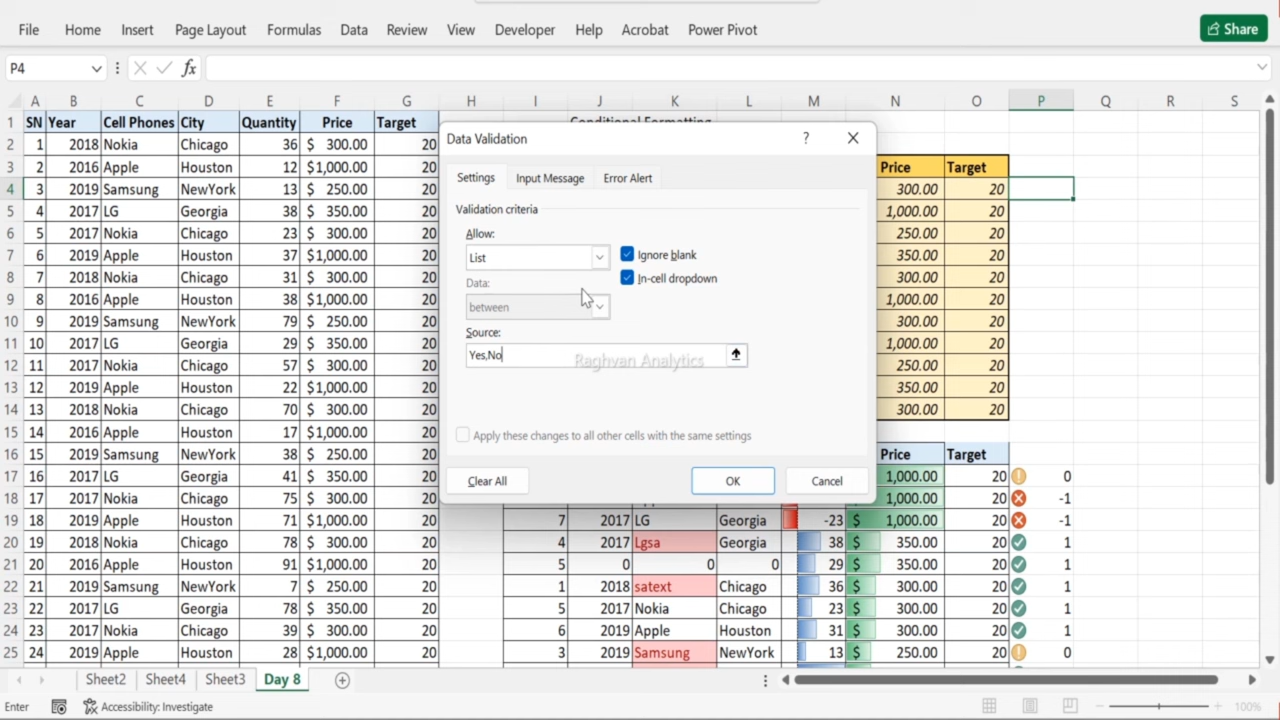 File Home Insert Page Layout Formulas Data Review View Developer Help Acrobat Power Pivot Share
P4 fx
A B C D E F G H I J K L M N O P Q R S
1 SN Year Cell Phones City Quantity Price Target
2 1 2018 Nokia Chicago 36 $ 300.00 20
3 2 2016 Apple Houston 12 $1,000.00 20 Price Target
4 3 2019 Samsung NewYork 13 $ 250.00 20 300.00 20
5 4 2017 LG Georgia 38 $ 350.00 20 1,000.00 20
6 5 2017 Nokia Chicago 23 $ 300.00 20 250.00 20
7 6 2019 Apple Houston 37 $1,000.00 20 350.00 20
8 7 2018 Nokia Chicago 31 $ 300.00 20 300.00 20
9 8 2016 Apple Houston 38 $1,000.00 20 1,000.00 20
10 9 2019 Samsung NewYork 79 $ 250.00 20 300.00 20
11 10 2017 LG Georgia 29 $ 350.00 20 1,000.00 20
12 11 2017 Nokia Chicago 57 $ 300.00 20 250.00 20
13 12 2019 Apple Houston 22 $1,000.00 20 350.00 20
14 13 2018 Nokia Chicago 70 $ 300.00 20 300.00 20
15 14 2016 Apple Houston 17 $1,000.00 20
16 15 2019 Samsung NewYork 38 $ 250.00 20 Price Target
17 16 2017 LG Georgia 41 $ 350.00 20 1,000.00 20 0
18 17 2017 Nokia Chicago 75 $ 300.00 20 1,000.00 20 -1
19 18 2019 Apple Houston 71 $1,000.00 20 7 2017 LG Georgia -23 $ 1,000.00 20 -1
20 19 2018 Nokia Chicago 78 $ 300.00 20 4 2017 Lgsa Georgia 38 $ 350.00 20 1
21 20 2016 Apple Houston 91 $1,000.00 20 5 0 0 0 29 $ 350.00 20 1
22 21 2019 Samsung NewYork 7 $ 250.00 20 1 2018 satext Chicago 36 $ 300.00 20 1
23 22 2017 LG Georgia 78 $ 350.00 20 5 2017 Nokia Chicago 23 $ 300.00 20 1
24 23 2017 Nokia Chicago 39 $ 300.00 20 6 2019 Apple Houston 31 $ 300.00 20 1
25 24 2019 Apple Houston 28 $1,000.00 20 3 2019 Samsung NewYork 13 $ 250.00 20 0
Data Validation ?
Settings Input Message Error Alert
Validation criteria
Allow:
List Ignore blank
In-cell dropdown
Data:
between
Source:
Yes,No
Raghvan Analytics
Apply these changes to all other cells with the same settings
Clear All OK Cancel
Sheet2 Sheet4 Sheet3 Day 8
Enter Accessibility: Investigate 100%